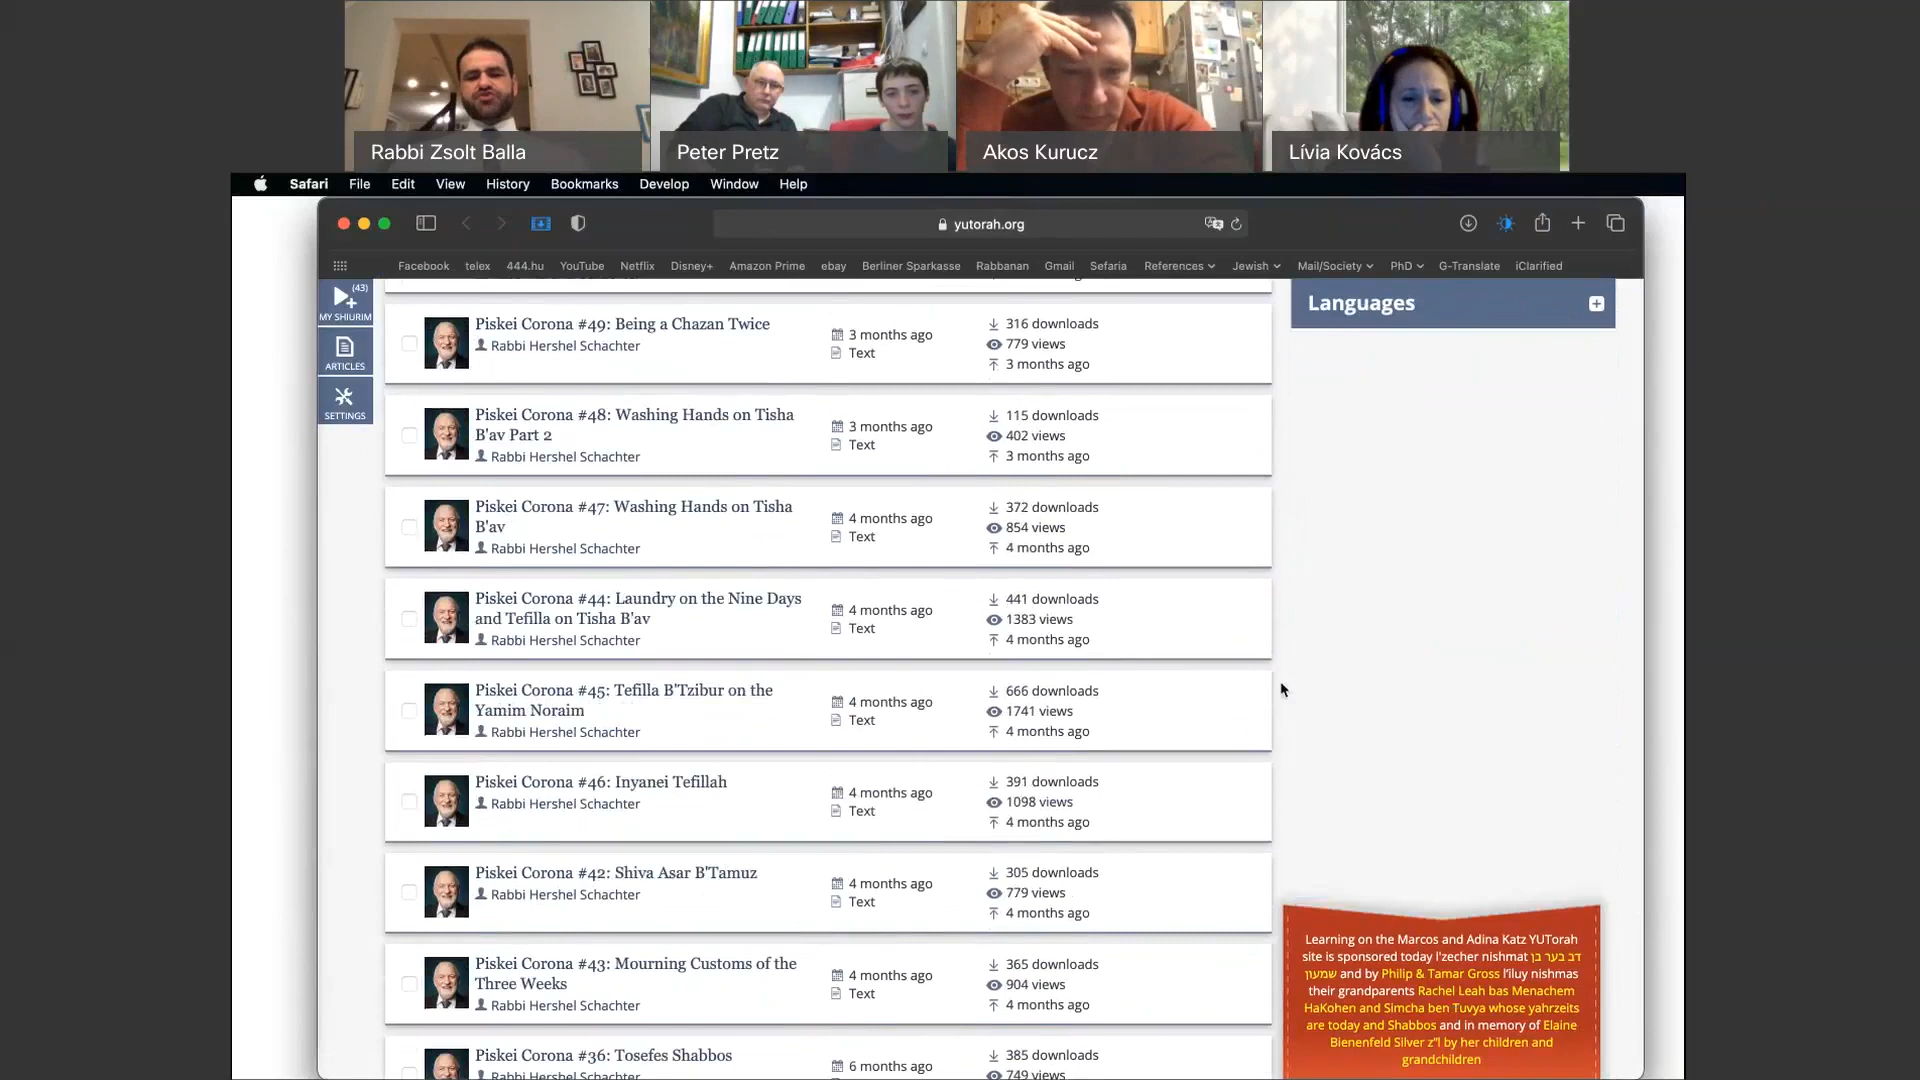 Rabbi Zsolt Balla
Peter Pretz
Akos Kurucz
Lívia Kovács
Safari File Edit View History Bookmarks Develop Window Help
yutorah.org
Facebook telex 444.hu YouTube Netflix Disney+ Amazon Prime ebay Berliner Sparkasse Rabbanan Gmail Sefaria References Jewish Mail/Society PhD G-Translate iClarified
(43)
MY SHIURIM
ARTICLES
SETTINGS
Languages
Piskei Corona #49: Being a Chazan Twice
Rabbi Hershel Schachter
3 months ago
Text
316 downloads
779 views
3 months ago
Piskei Corona #48: Washing Hands on Tisha
B'av Part 2
Rabbi Hershel Schachter
3 months ago
Text
115 downloads
402 views
3 months ago
Piskei Corona #47: Washing Hands on Tisha
B'av
Rabbi Hershel Schachter
4 months ago
Text
372 downloads
854 views
4 months ago
Piskei Corona #44: Laundry on the Nine Days
and Tefilla on Tisha B'av
Rabbi Hershel Schachter
4 months ago
Text
441 downloads
1383 views
4 months ago
Piskei Corona #45: Tefilla B'Tzibur on the
Yamim Noraim
Rabbi Hershel Schachter
4 months ago
Text
666 downloads
1741 views
4 months ago
Piskei Corona #46: Inyanei Tefillah
Rabbi Hershel Schachter
4 months ago
Text
391 downloads
1098 views
4 months ago
Piskei Corona #42: Shiva Asar B'Tamuz
Rabbi Hershel Schachter
4 months ago
Text
305 downloads
779 views
4 months ago
Piskei Corona #43: Mourning Customs of the
Three Weeks
Rabbi Hershel Schachter
4 months ago
Text
365 downloads
904 views
4 months ago
Piskei Corona #36: Tosefes Shabbos
Rabbi Hershel Schachter
6 months ago
385 downloads
749 views
Learning on the Marcos and Adina Katz YUTorah
site is sponsored today l'zecher nishmat דב בער בן
שמעון and by Philip & Tamar Gross l'iluy nishmas
their grandparents Rachel Leah bas Menachem
HaKohen and Simcha ben Tuvya whose yahrzeits
are today and Shabbos and in memory of Elaine
Bienenfeld Silver z"l by her children and
grandchildren